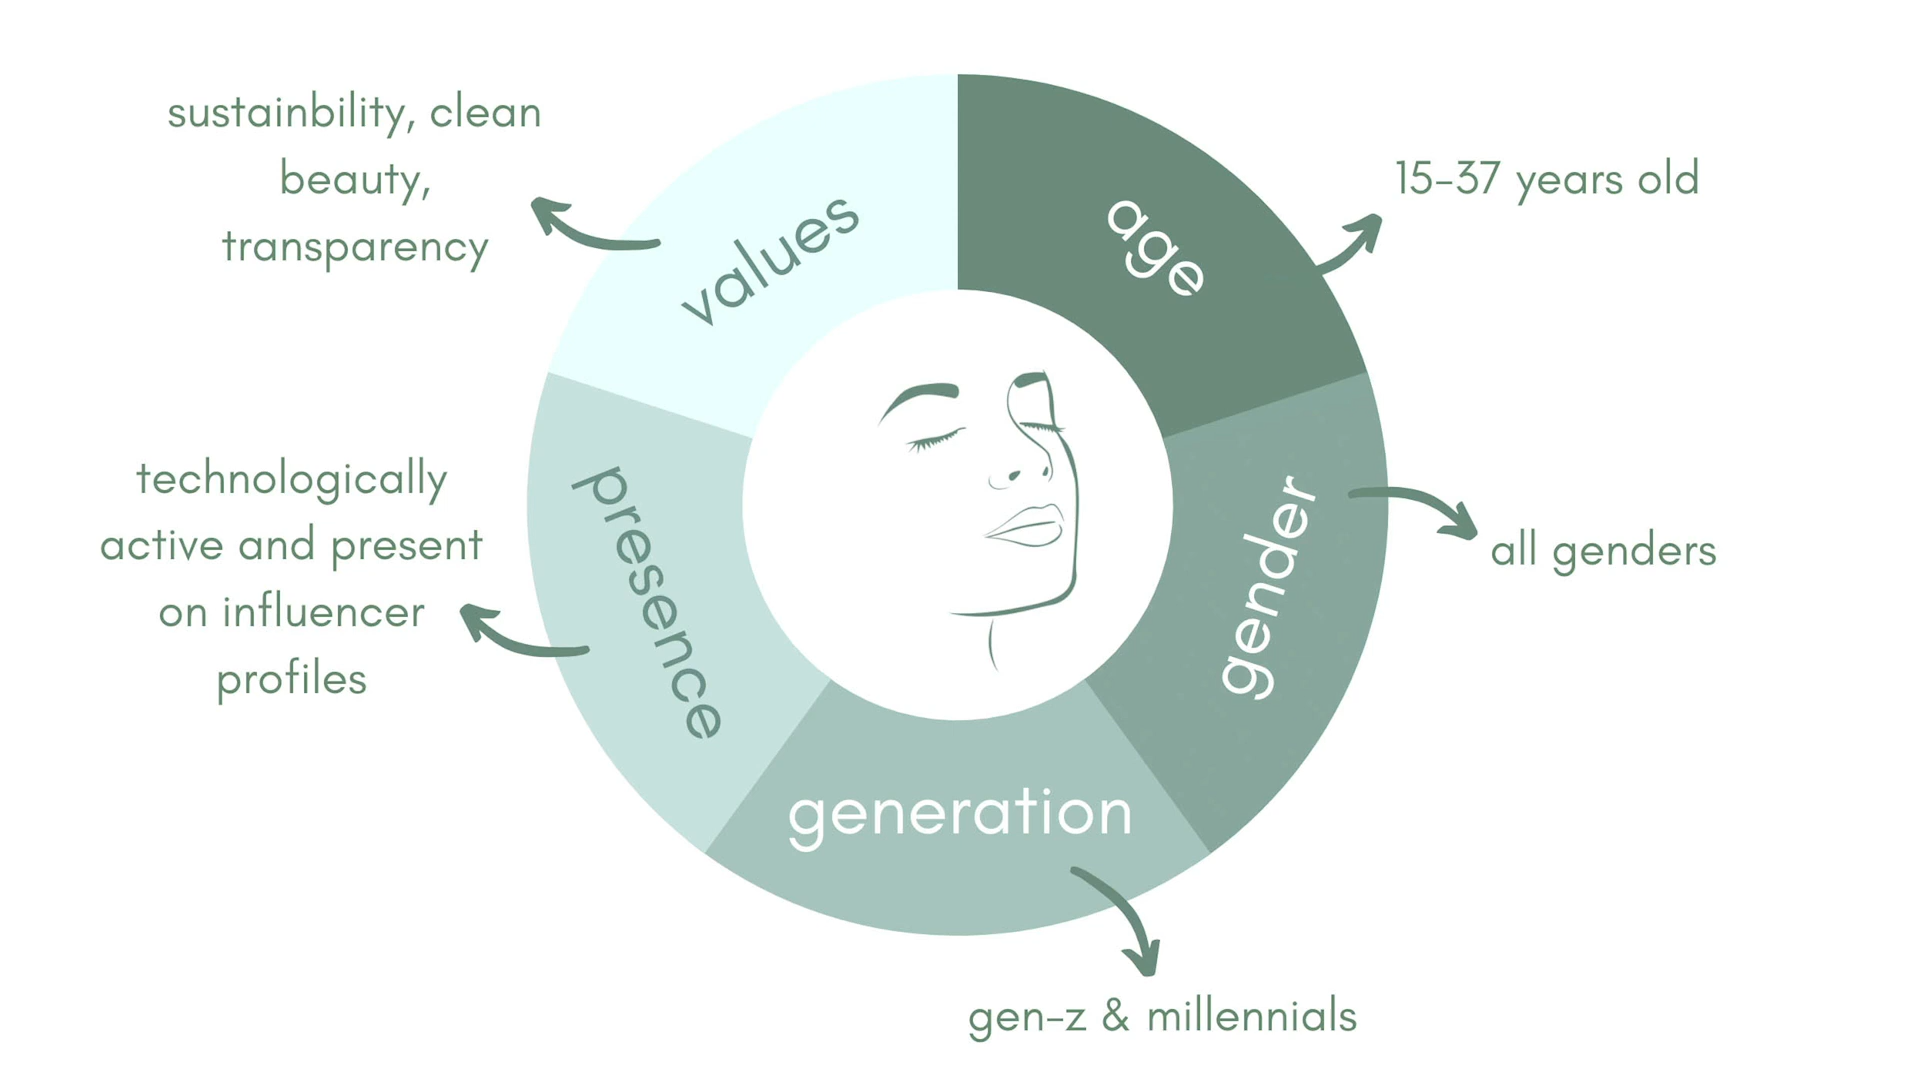 sustainbility, clean
beauty,
transparency
values
age
15-37 years old
technologically
active and present
on influencer
profiles
presence
gender
all genders
generation
gen-z & millennials